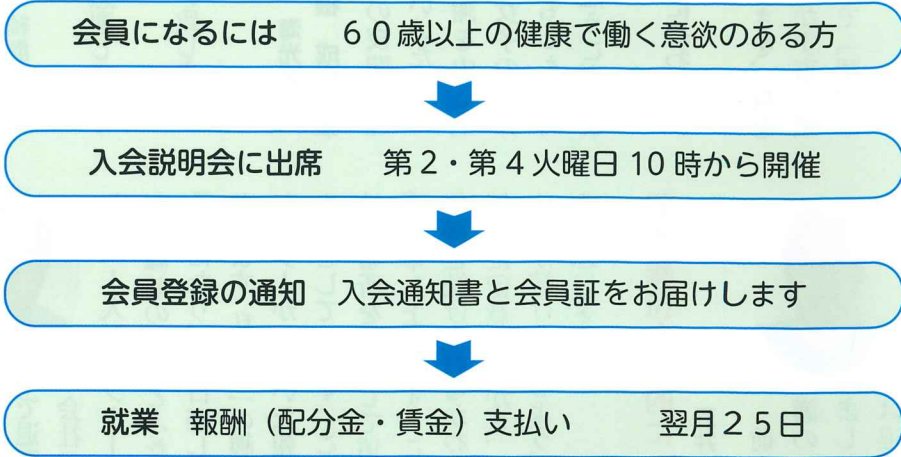 会員になるには　６０歳以上の健康で働く意欲のある方
入会説明会に出席　第２・第４火曜日 10 時から開催
会員登録の通知　入会通知書と会員証をお届けします
就業　報酬（配分金・賃金）支払い　翌月２５日